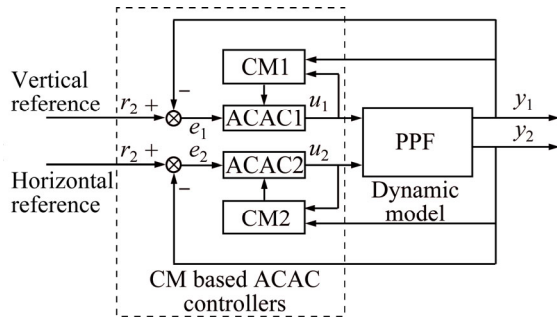 CM1
Vertical
reference
r2 +
−
e1
ACAC1
u1
y1
r2 +
−
e2
ACAC2
u2
PPF
y2
Horizontal
reference
CM2
Dynamic
model
CM based ACAC
controllers